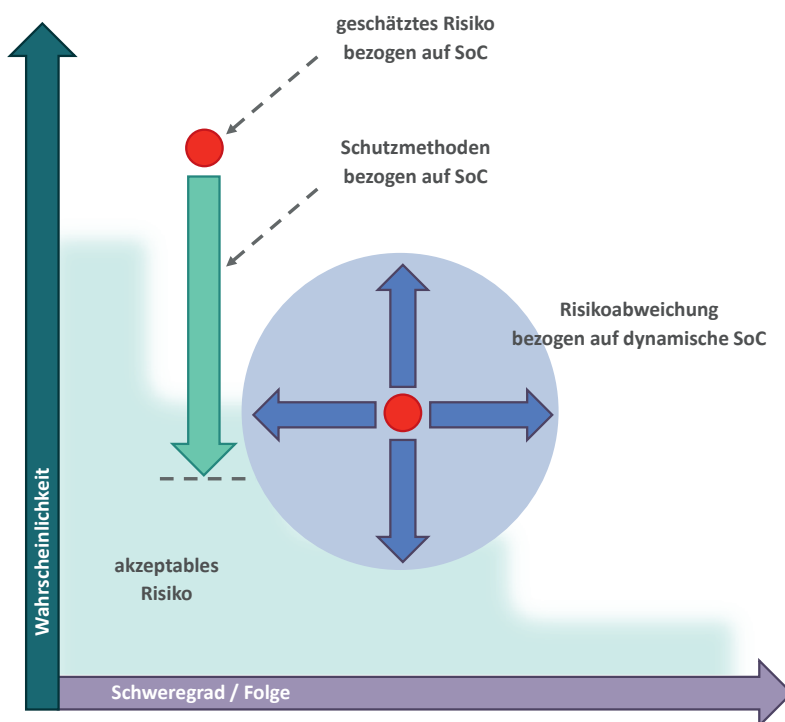 geschätztes Risiko
bezogen auf SoC
Schutzmethoden
bezogen auf SoC
Risikoabweichung
bezogen auf dynamische SoC
akzeptables
Risiko
Wahrscheinlichkeit
Schweregrad / Folge